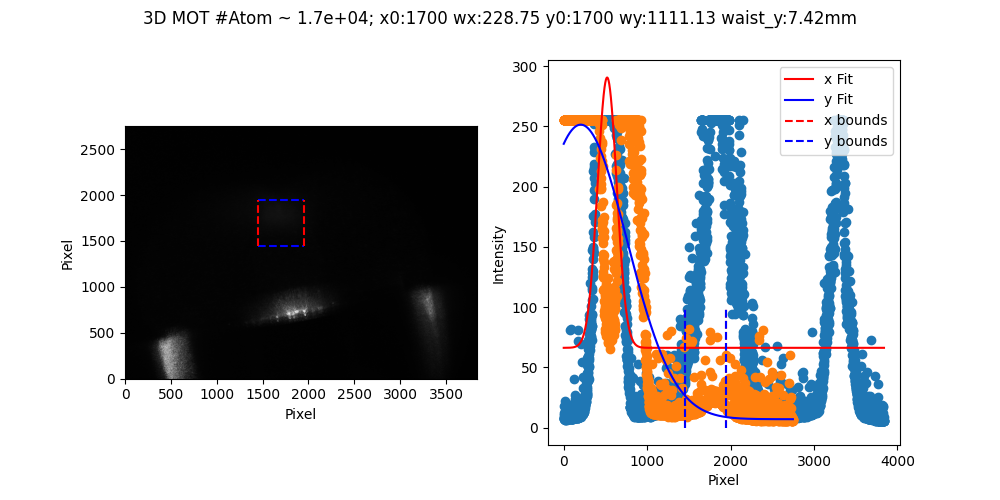 3D MOT #Atom ~ 1.7e+04; x0:1700 wx:228.75 y0:1700 wy:1111.13 waist_y:7.42mm
2500
2000
1500
1000
500
0
Pixel
0 500 1000 1500 2000 2500 3000 3500
Pixel
300
250
200
150
100
50
0
Intensity
x Fit
y Fit
x bounds
y bounds
0 1000 2000 3000 4000
Pixel